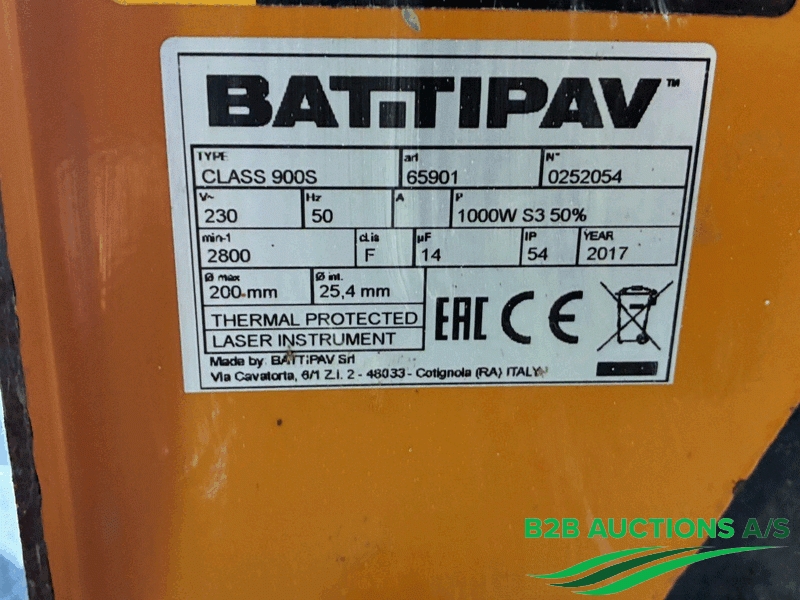 BATTIPAV™
TYPE art N°
CLASS 900S 65901 0252054
V~ Hz A P
230 50 1000W S3 50%
min-1 cl.is µF IP YEAR
2800 F 14 54 2017
Ø max Ø int.
200 mm 25,4 mm
THERMAL PROTECTED
LASER INSTRUMENT
EAC CE
Made by: BATTIPAV Srl
Via Cavatorta, 6/1 Z.I. 2 - 48033 - Cotignola (RA) ITALY
B2B AUCTIONS A/S